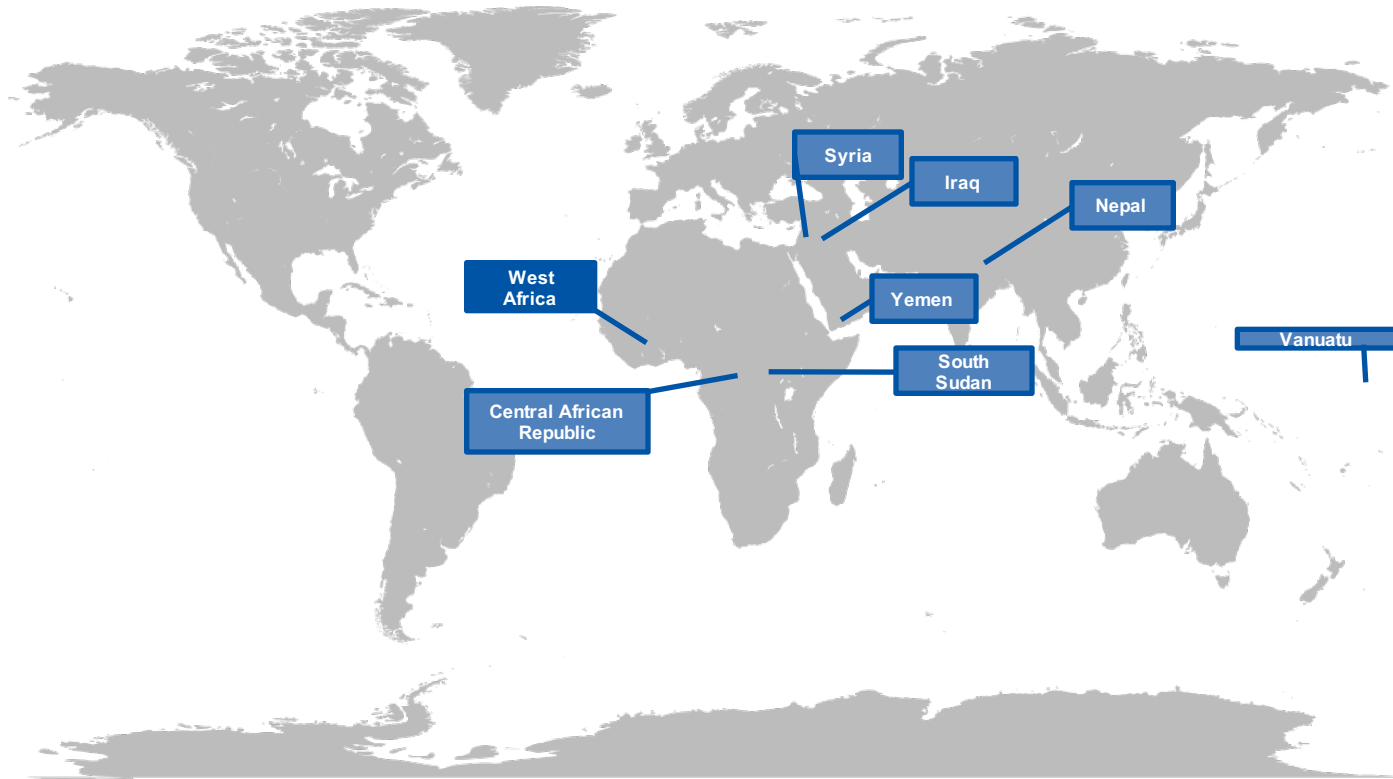 Syria
Iraq
Nepal
West
Africa
Yemen
Vanuatu
South
Sudan
Central African
Republic